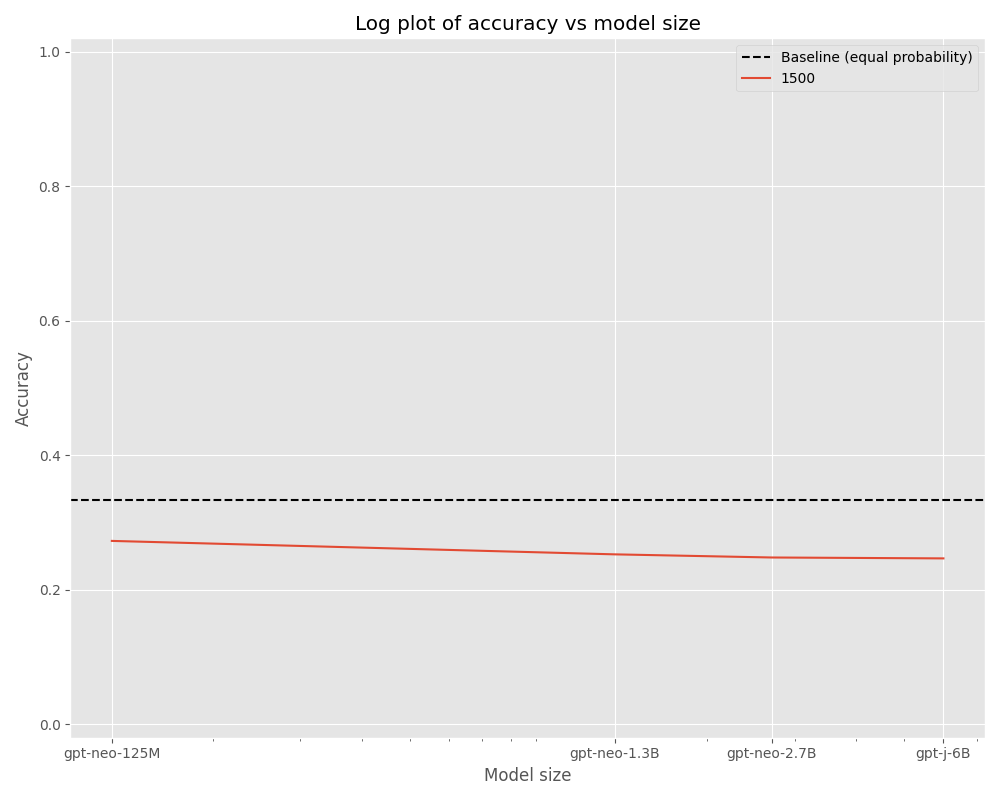 Log plot of accuracy vs model size
Baseline (equal probability)
1500
1.0
0.8
0.6
0.4
0.2
0.0
Accuracy
gpt-neo-125M
gpt-neo-1.3B
gpt-neo-2.7B
gpt-j-6B
Model size